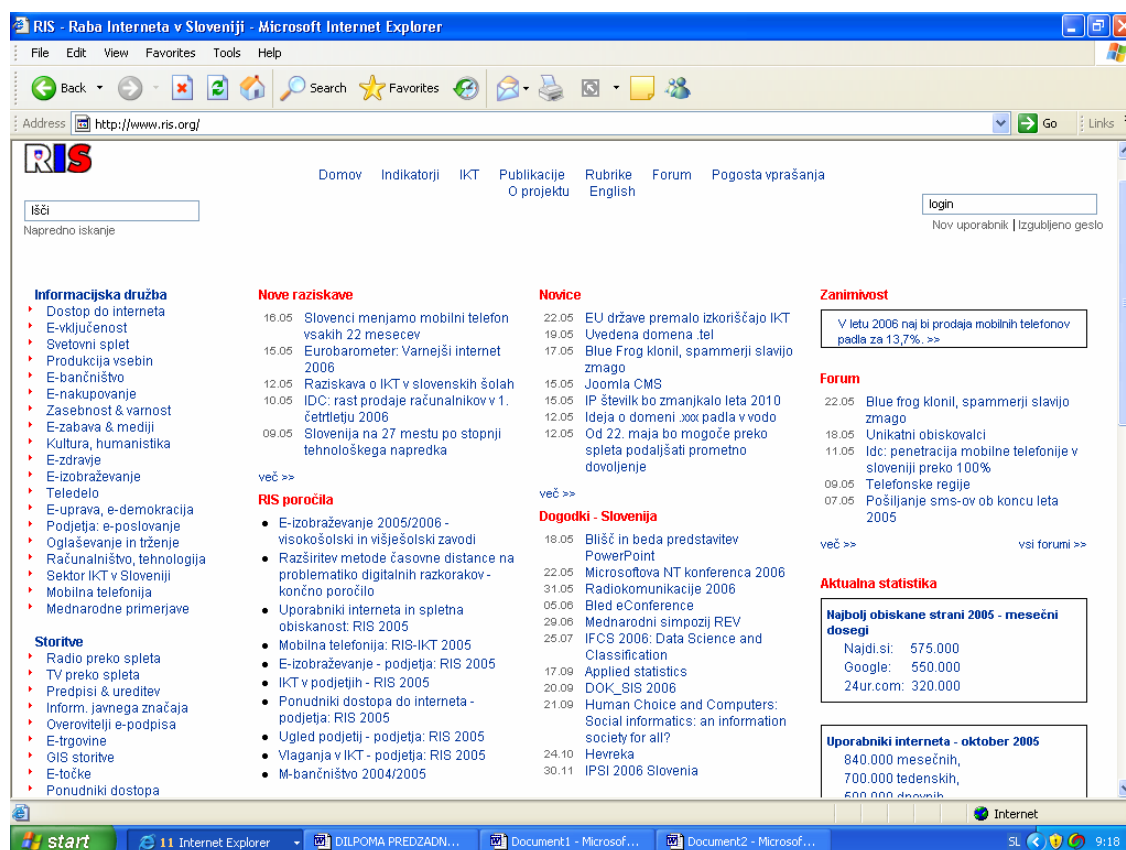 RIS - Raba Interneta v Sloveniji - Microsoft Internet Explorer
File Edit View Favorites Tools Help
Back Search Favorites
Address http://www.ris.org/ Go Links
RIS
Domov Indikatorji IKT Publikacije Rubrike Forum Pogosta vprašanja
O projektu English
Išči
Napredno iskanje
login
Nov uporabnik | Izgubljeno geslo
Informacijska družba
Dostop do interneta
E-vključenost
Svetovni splet
Produkcija vsebin
E-bančništvo
E-nakupovanje
Zasebnost & varnost
E-zabava & mediji
Kultura, humanistika
E-zdravje
E-izobraževanje
Teledelo
E-uprava, e-demokracija
Podjetja: e-poslovanje
Oglaševanje in trženje
Računalništvo, tehnologija
Sektor IKT v Sloveniji
Mobilna telefonija
Mednarodne primerjave
Storitve
Radio preko spleta
TV preko spleta
Predpisi & ureditev
Inform. javnega značaja
Overovitelji e-podpisa
E-trgovine
GIS storitve
E-točke
Ponudniki dostopa
Nove raziskave
16.05 Slovenci menjamo mobilni telefon
vsakih 22 mesecev
15.05 Eurobarometer: Varnejši internet
2006
12.05 Raziskava o IKT v slovenskih šolah
10.05 IDC: rast prodaje računalnikov v 1.
četrtletju 2006
09.05 Slovenija na 27 mestu po stopnji
tehnološkega napredka
več >>
RIS poročila
E-izobraževanje 2005/2006 -
visokošolski in višješolski zavodi
Razširitev metode časovne distance na
problematiko digitalnih razkorakov -
končno poročilo
Uporabniki interneta in spletna
obiskanost: RIS 2005
Mobilna telefonija: RIS-IKT 2005
E-izobraževanje - podjetja: RIS 2005
IKT v podjetjih - RIS 2005
Ponudniki dostopa do interneta -
podjetja: RIS 2005
Ugled podjetij - podjetja: RIS 2005
Vlaganja v IKT - podjetja: RIS 2005
M-bančništvo 2004/2005
Novice
22.05 EU države premalo izkoriščajo IKT
19.05 Uvedena domena .tel
17.05 Blue Frog klonil, spammerji slavijo
zmago
15.05 Joomla CMS
15.05 IP številk bo zmanjkalo leta 2010
12.05 Ideja o domeni .xxx padla v vodo
12.05 Od 22. maja bo mogoče preko
spleta podaljšati prometno
dovoljenje
več >>
Dogodki - Slovenija
18.05 Blišč in beda predstavitev
PowerPoint
22.05 Microsoftova NT konferenca 2006
31.05 Radiokomunikacije 2006
05.06 Bled eConference
29.06 Mednarodni simpozij REV
25.07 IFCS 2006: Data Science and
Classification
17.09 Applied statistics
20.09 DOK_SIS 2006
21.09 Human Choice and Computers:
Social informatics: an information
society for all?
24.10 Hevreka
30.11 IPSI 2006 Slovenia
Zanimivost
V letu 2006 naj bi prodaja mobilnih telefonov
padla za 13,7%. >>
Forum
22.05 Blue frog klonil, spammerji slavijo
zmago
18.05 Unikatni obiskovalci
11.05 Idc: penetracija mobilne telefonije v
sloveniji preko 100%
09.05 Telefonske regije
07.05 Pošiljanje sms-ov ob koncu leta
2005
več >> vsi forumi >>
Aktualna statistika
Najbolj obiskane strani 2005 - mesečni
dosegi
Najdi.si: 575.000
Google: 550.000
24ur.com: 320.000
Uporabniki interneta - oktober 2005
840.000 mesečnih,
700.000 tedenskih,
Internet
start 11 Internet Explorer DILPOMA PREDZADN... Document1 - Microsof... Document2 - Microsof... SL 9:18